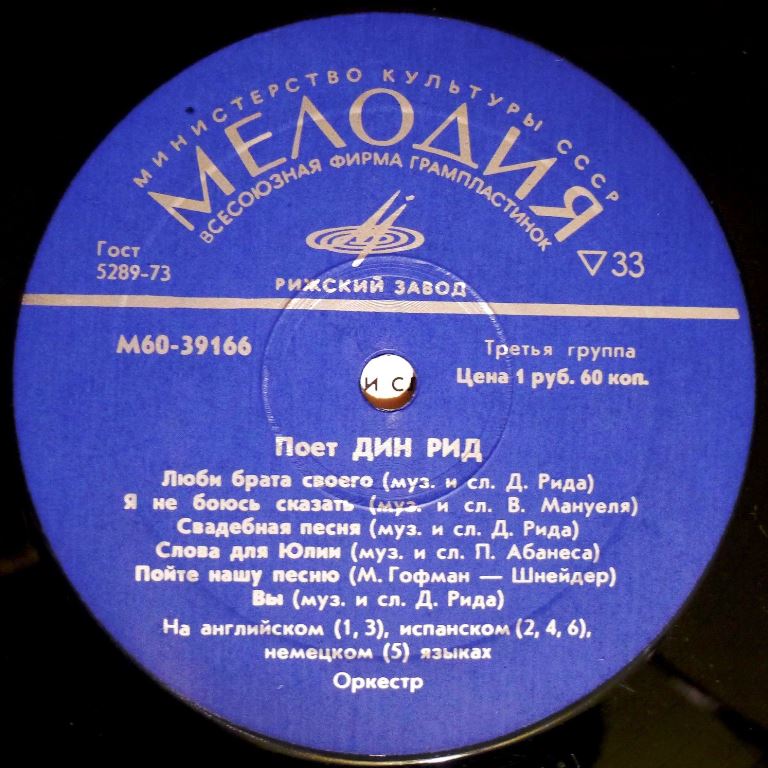 МИНИСТЕРСТВО КУЛЬТУРЫ СССР
МЕЛОДИЯ
ВСЕСОЮЗНАЯ ФИРМА ГРАМПЛАСТИНОК
Гост
5289-73
▽33
РИЖСКИЙ ЗАВОД
М60-39166
Третья группа
Цена 1 руб. 60 коп.
И С
Поет ДИН РИД
Люби брата своего (муз. и сл. Д. Рида)
Я не боюсь сказать (муз. и сл. В. Мануеля)
Свадебная песня (муз. и сл. Д. Рида)
Слова для Юлии (муз. и сл. П. Абанеса)
Пойте нашу песню (М. Гофман — Шнейдер)
Вы (муз. и сл. Д. Рида)
На английском (1, 3), испанском (2, 4, 6),
немецком (5) языках
Оркестр